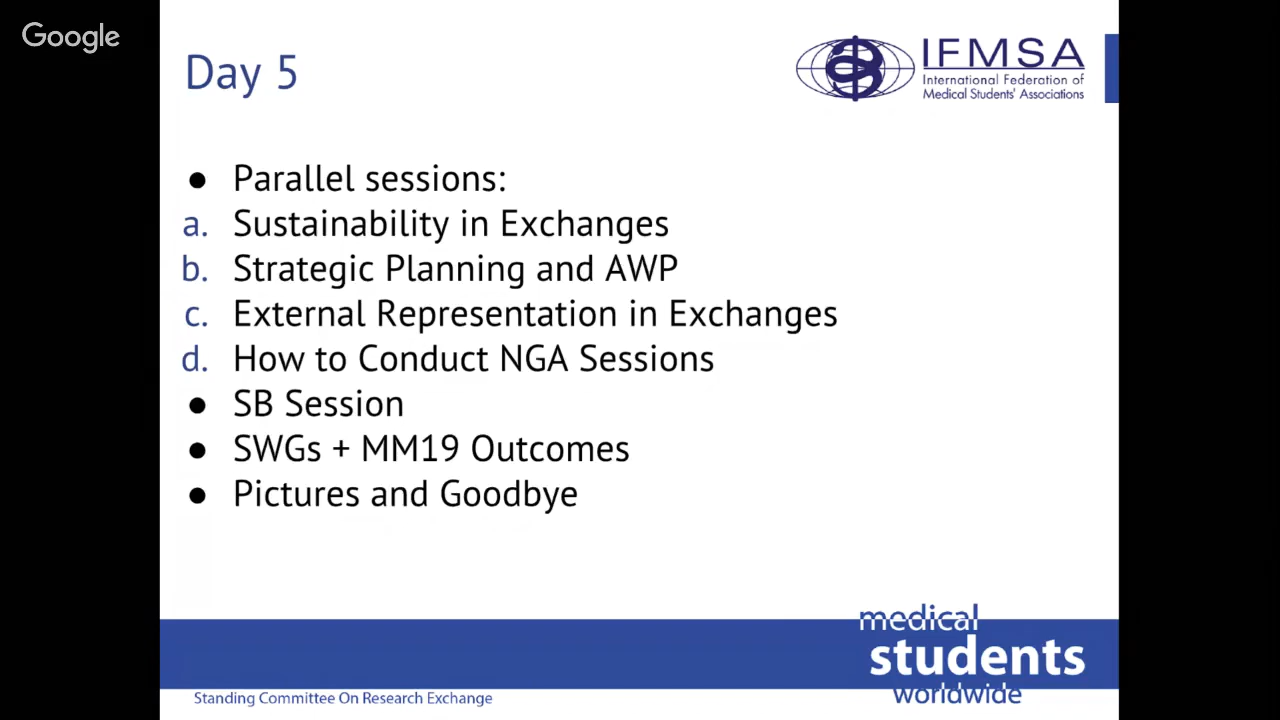 Google
Day 5
IFMSA
International Federation of
Medical Students' Associations
● Parallel sessions:
a. Sustainability in Exchanges
b. Strategic Planning and AWP
c. External Representation in Exchanges
d. How to Conduct NGA Sessions
● SB Session
● SWGs + MM19 Outcomes
● Pictures and Goodbye
medical
students
worldwide
Standing Committee On Research Exchange